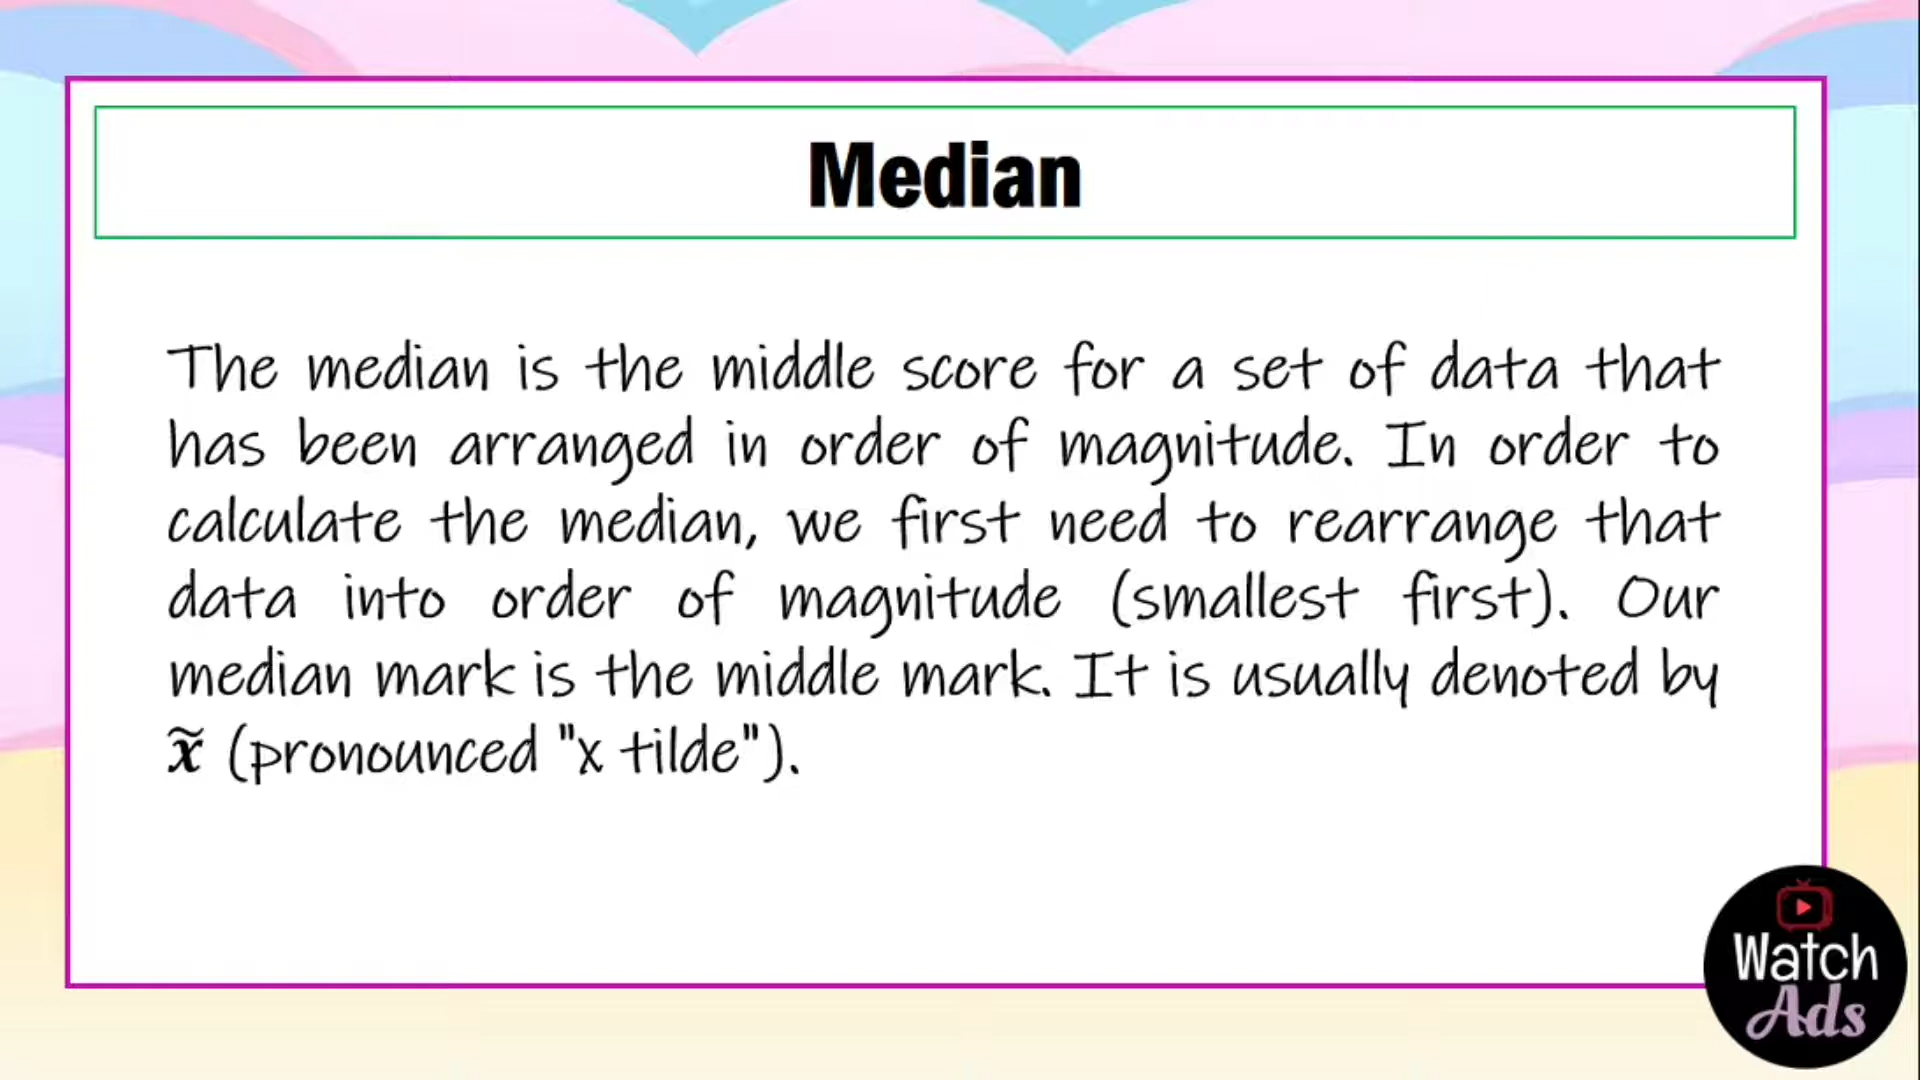 Median
The median is the middle score for a set of data that
has been arranged in order of magnitude. In order to
calculate the median, we first need to rearrange that
data into order of magnitude (smallest first). Our
median mark is the middle mark. It is usually denoted by
x̃ (pronounced "x tilde").
Watch
Ads